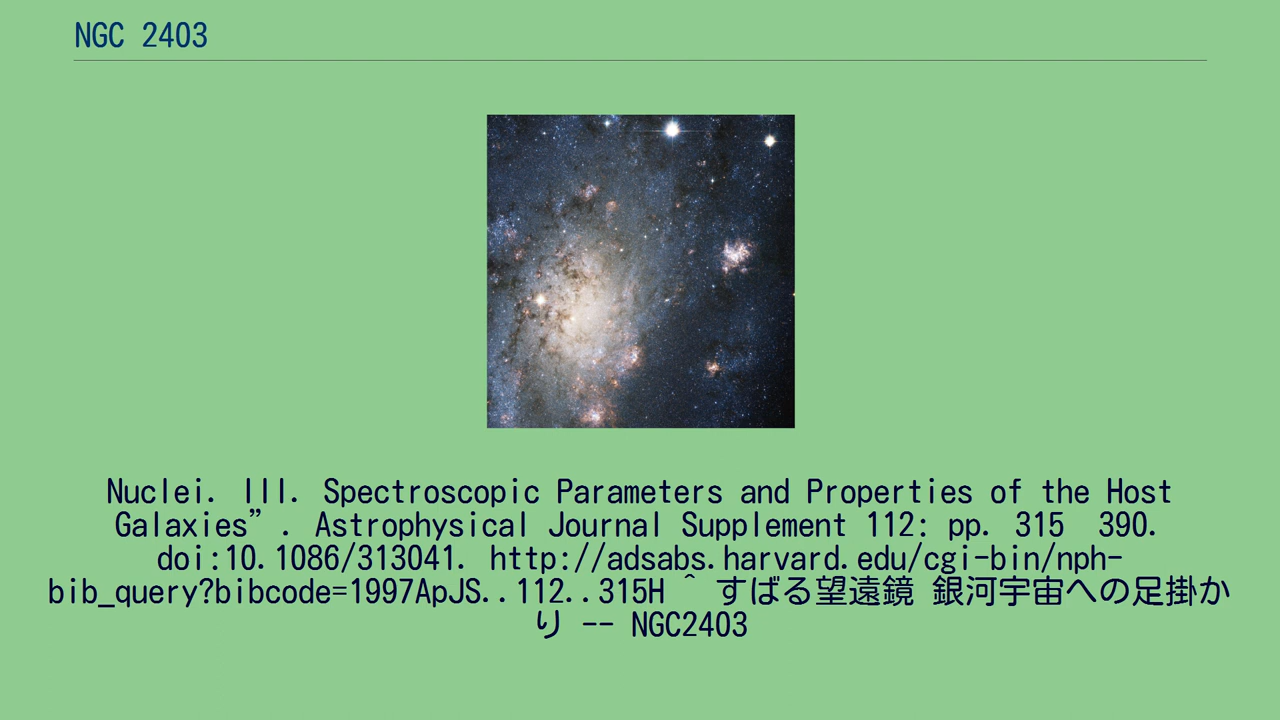 NGC 2403
Nuclei. III. Spectroscopic Parameters and Properties of the Host
Galaxies”. Astrophysical Journal Supplement 112: pp. 315  390.
doi:10.1086/313041. http://adsabs.harvard.edu/cgi-bin/nph-
bib_query?bibcode=1997ApJS..112..315H ^ すばる望遠鏡 銀河宇宙への足掛か
り -- NGC2403